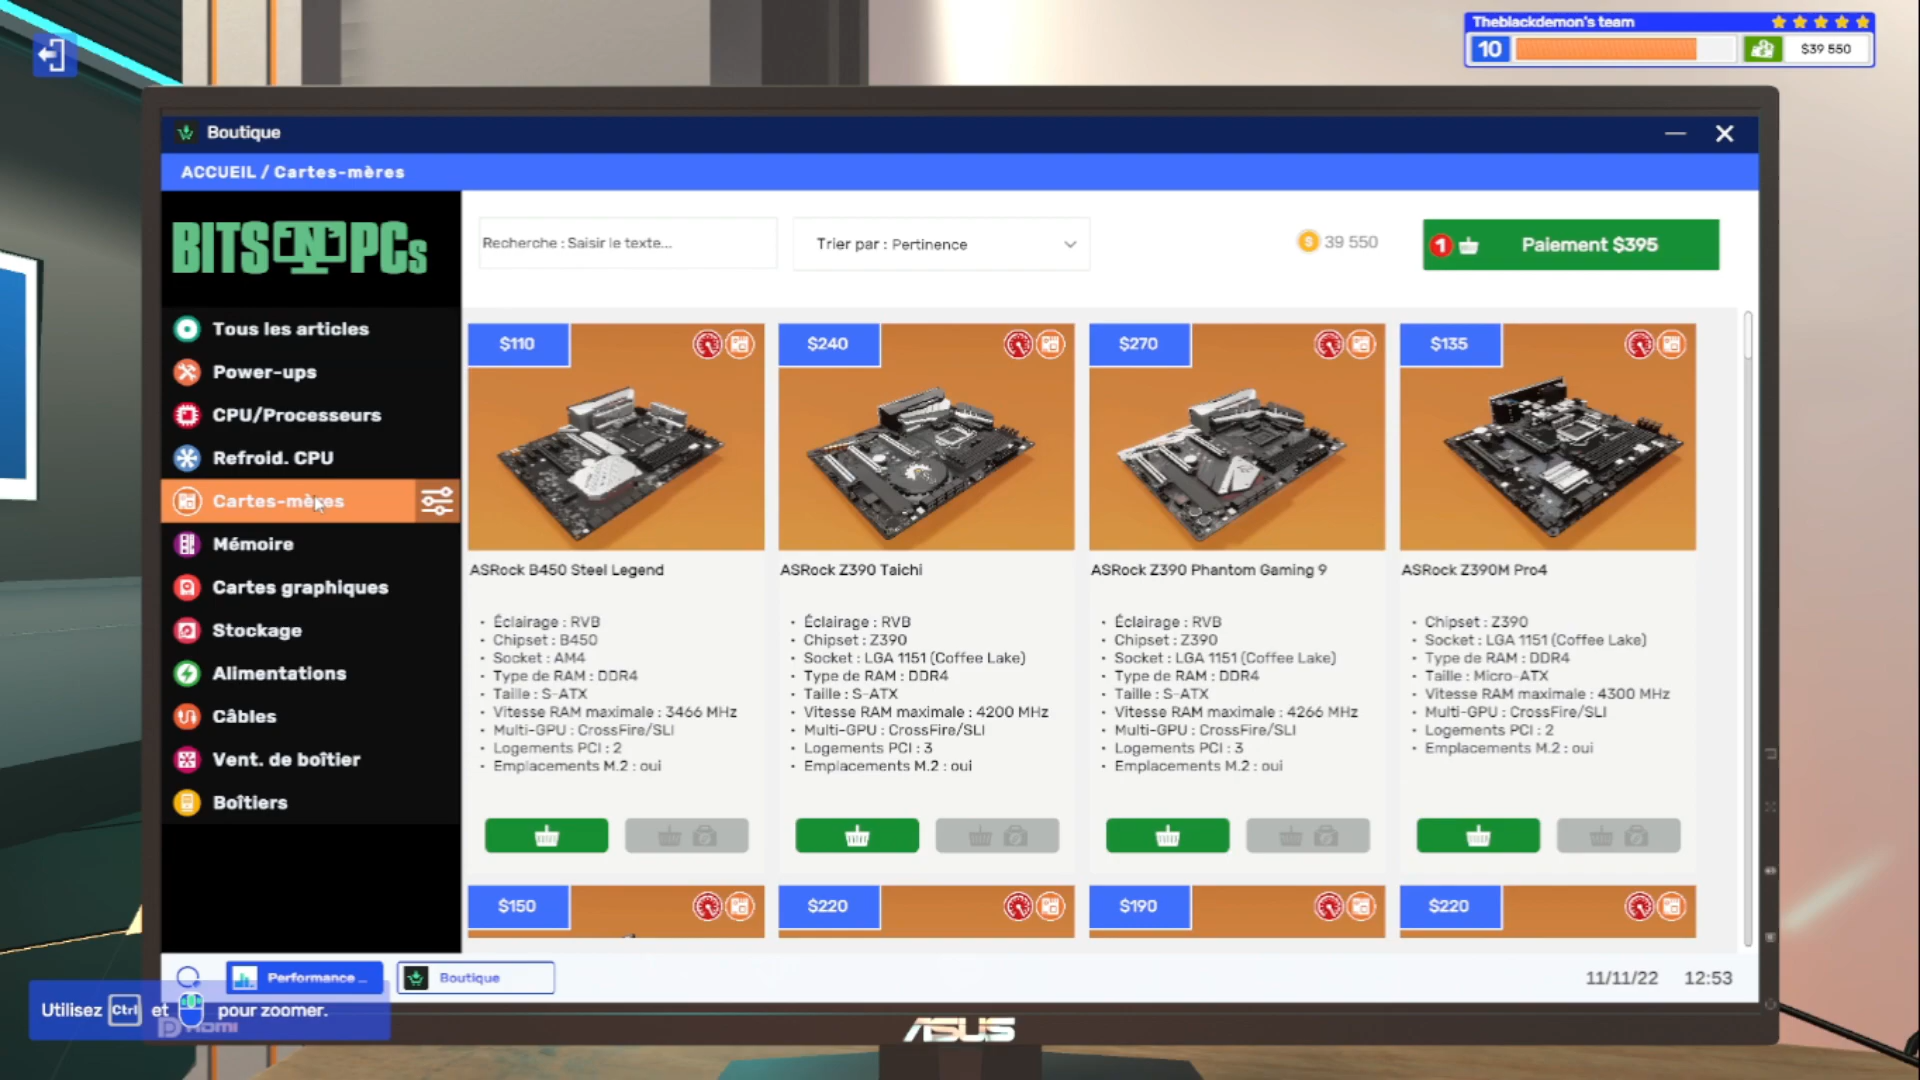 Theblackdemon's team
10
$39 550
Boutique
ACCUEIL / Cartes-mères
BITS N PCs
Recherche : Saisir le texte...
Trier par : Pertinence
39 550
1
Paiement $395
Tous les articles
Power-ups
CPU/Processeurs
Refroid. CPU
Cartes-mères
Mémoire
Cartes graphiques
Stockage
Alimentations
Câbles
Vent. de boîtier
Boîtiers
$110
ASRock B450 Steel Legend
• Éclairage : RVB
• Chipset : B450
• Socket : AM4
• Type de RAM : DDR4
• Taille : S-ATX
• Vitesse RAM maximale : 3466 MHz
• Multi-GPU : CrossFire/SLI
• Logements PCI : 2
• Emplacements M.2 : oui
$240
ASRock Z390 Taichi
• Éclairage : RVB
• Chipset : Z390
• Socket : LGA 1151 (Coffee Lake)
• Type de RAM : DDR4
• Taille : S-ATX
• Vitesse RAM maximale : 4200 MHz
• Multi-GPU : CrossFire/SLI
• Logements PCI : 3
• Emplacements M.2 : oui
$270
ASRock Z390 Phantom Gaming 9
• Éclairage : RVB
• Chipset : Z390
• Socket : LGA 1151 (Coffee Lake)
• Type de RAM : DDR4
• Taille : S-ATX
• Vitesse RAM maximale : 4266 MHz
• Multi-GPU : CrossFire/SLI
• Logements PCI : 3
• Emplacements M.2 : oui
$135
ASRock Z390M Pro4
• Chipset : Z390
• Socket : LGA 1151 (Coffee Lake)
• Type de RAM : DDR4
• Taille : Micro-ATX
• Vitesse RAM maximale : 4300 MHz
• Multi-GPU : CrossFire/SLI
• Logements PCI : 2
• Emplacements M.2 : oui
$150
$220
$190
$220
Performance ...
Boutique
11/11/22 12:53
Utilisez Ctrl et pour zoomer.
HDMI
ASUS